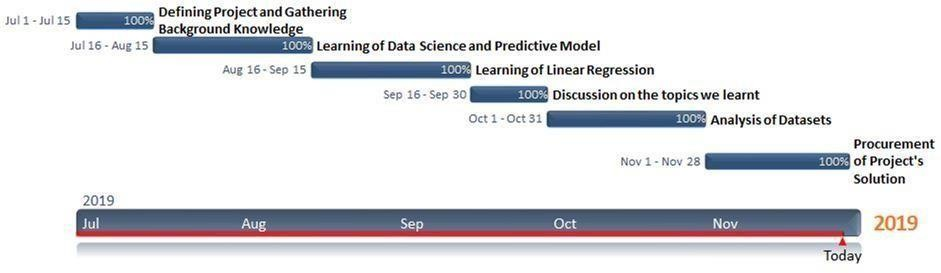 Jul 1 - Jul 15 100% Defining Project and Gathering
Background Knowledge
Jul 16 - Aug 15 100% Learning of Data Science and Predictive Model
Aug 16 - Sep 15 100% Learning of Linear Regression
Sep 16 - Sep 30 100% Discussion on the topics we learnt
Oct 1 - Oct 31 100% Analysis of Datasets
Nov 1 - Nov 28 100% Procurement
of Project's
Solution
2019
Jul Aug Sep Oct Nov 2019
Today